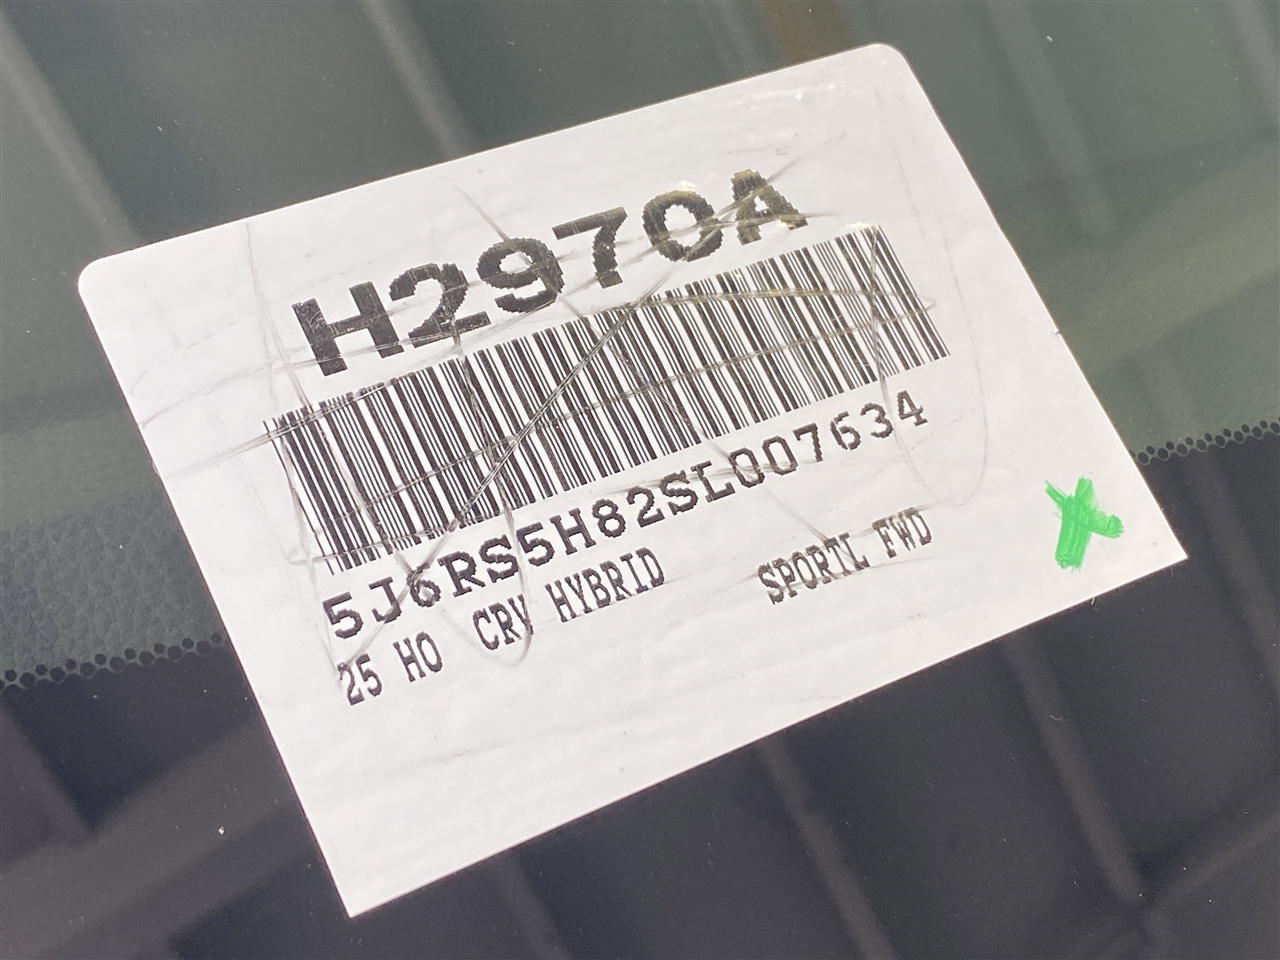 H2970A
5J6RS5H82SL007634
25 HO CRV HYBRID SPORTL FWD